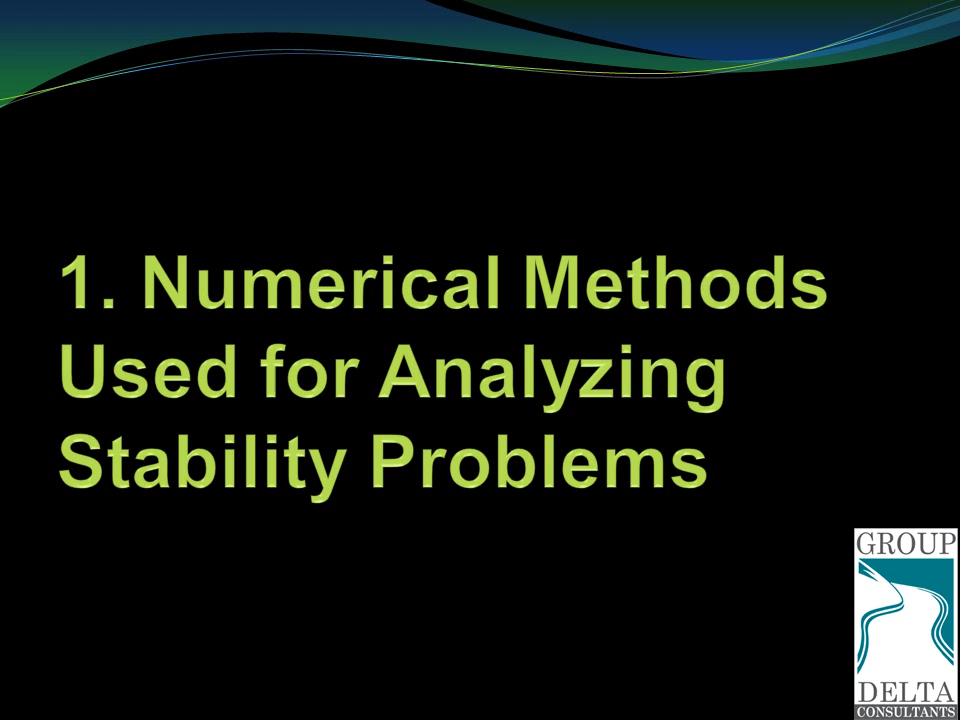 1. Numerical Methods
Used for Analyzing
Stability Problems
GROUP
DELTA
CONSULTANTS